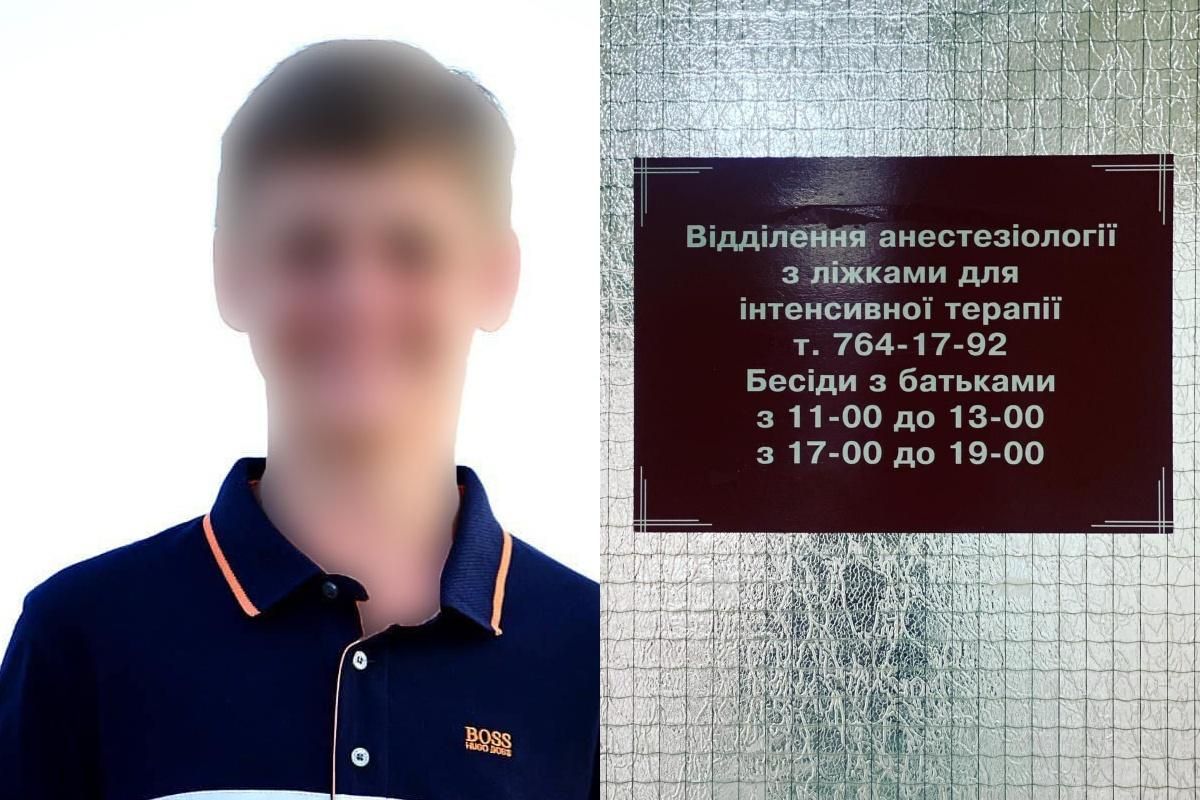 BOSS
HUGO BOSS
Відділення анестезіології
з ліжками для
інтенсивної терапії
т. 764-17-92
Бесіди з батьками
з 11-00 до 13-00
з 17-00 до 19-00